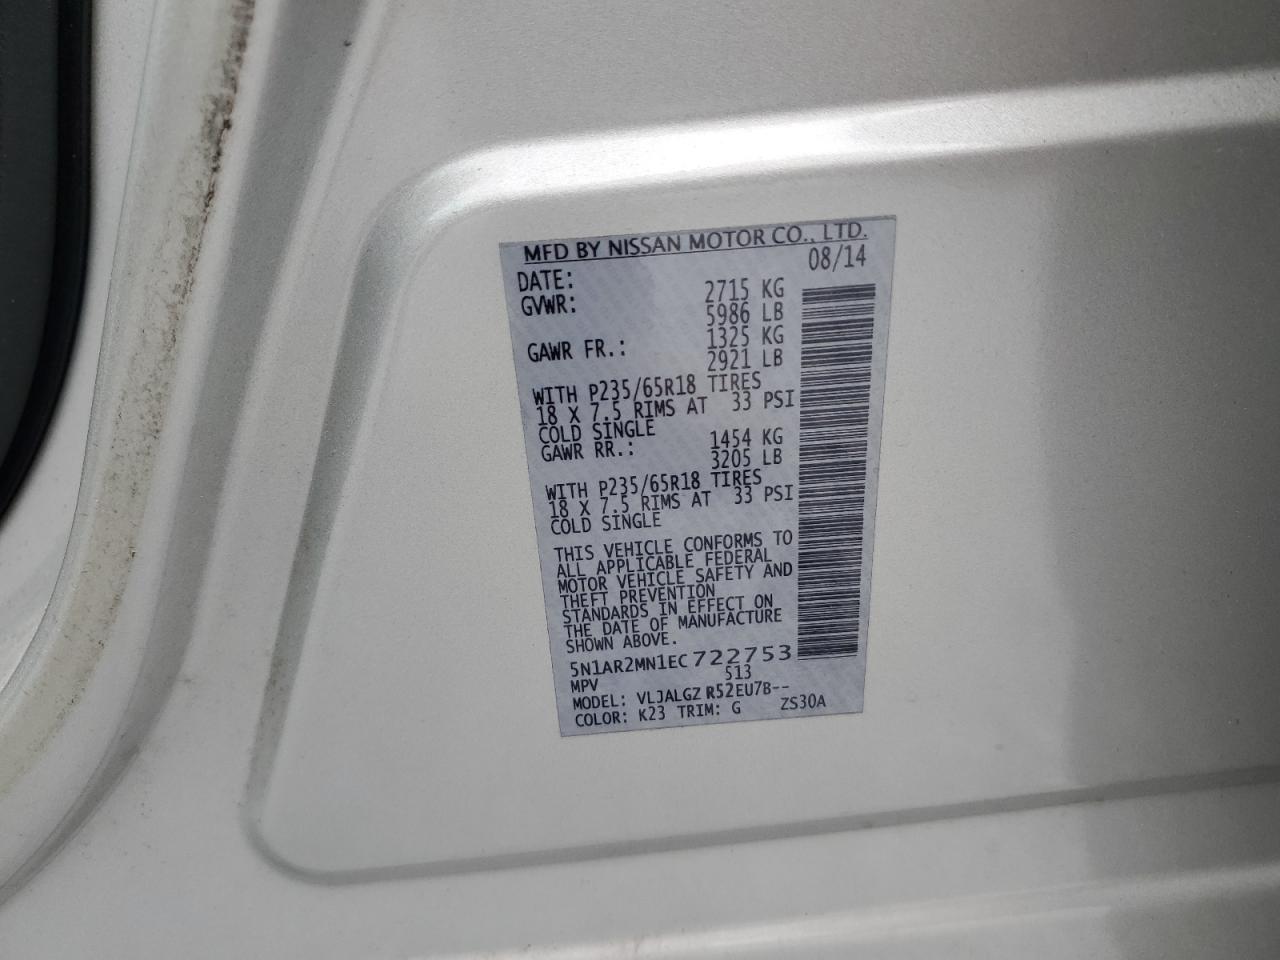 MFD BY NISSAN MOTOR CO., LTD.
DATE: 08/14
GVWR: 2715 KG
5986 LB
GAWR FR.: 1325 KG
2921 LB
WITH P235/65R18 TIRES
18 X 7.5 RIMS AT 33 PSI
COLD SINGLE
GAWR RR.: 1454 KG
3205 LB
WITH P235/65R18 TIRES
18 X 7.5 RIMS AT 33 PSI
COLD SINGLE
THIS VEHICLE CONFORMS TO
ALL APPLICABLE FEDERAL
MOTOR VEHICLE SAFETY AND
THEFT PREVENTION
STANDARDS IN EFFECT ON
THE DATE OF MANUFACTURE
SHOWN ABOVE.
5N1AR2MN1EC722753
MPV 513
MODEL: VLJALGZ R52EU7B--
COLOR: K23 TRIM: G ZS30A